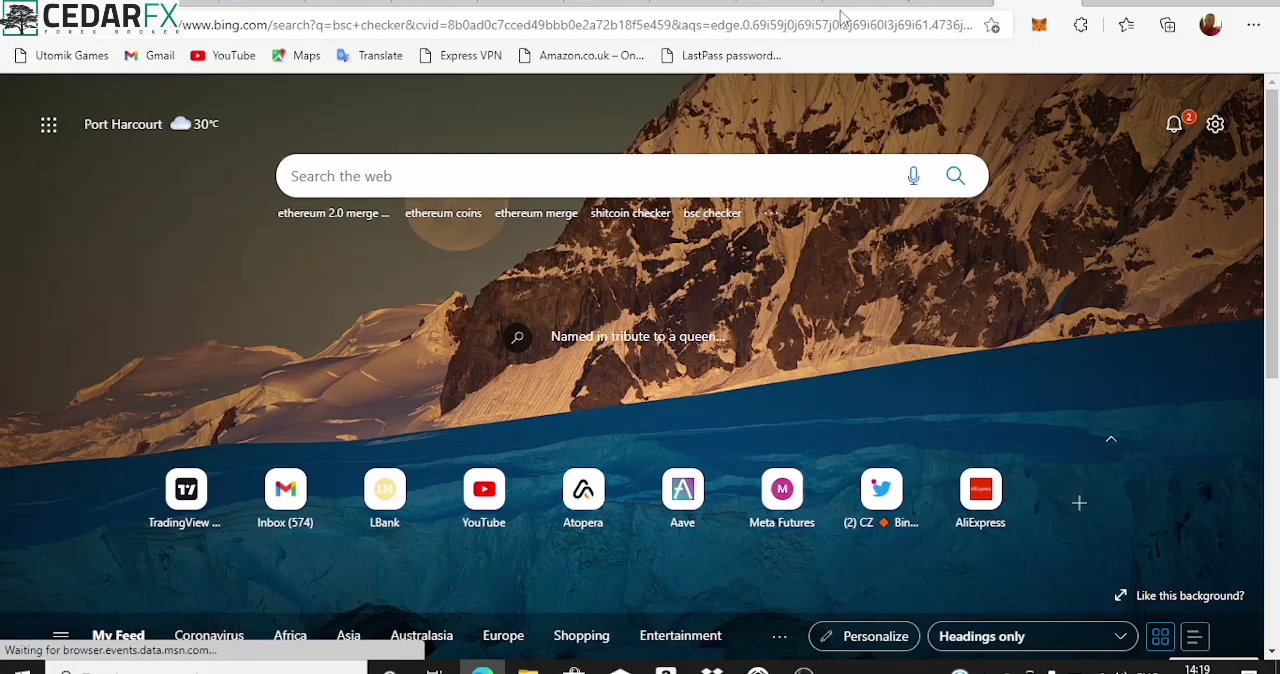 CEDARFX
FOREX BROKER
www.bing.com/search?q=bsc+checker&cvid=8b0ad0c7cced49bbb0e2a72b18f5e459&aqs=edge.0.69i59j0j69i57j0j69i60l3j69i61.4736j...
Utomik Games
Gmail
YouTube
Maps
Translate
Express VPN
Amazon.co.uk – On...
LastPass password...
Port Harcourt
30°C
2
Search the web
ethereum 2.0 merge ...
ethereum coins
ethereum merge
shitcoin checker
bsc checker
...
Named in tribute to a queen...
TradingView ...
Inbox (574)
LBank
YouTube
Atopera
Aave
Meta Futures
(2) CZ 🔶 Bin...
AliExpress
Like this background?
My Feed
Coronavirus
Africa
Asia
Australasia
Europe
Shopping
Entertainment
...
Personalize
Headings only
Waiting for browser.events.data.msn.com...
14:19